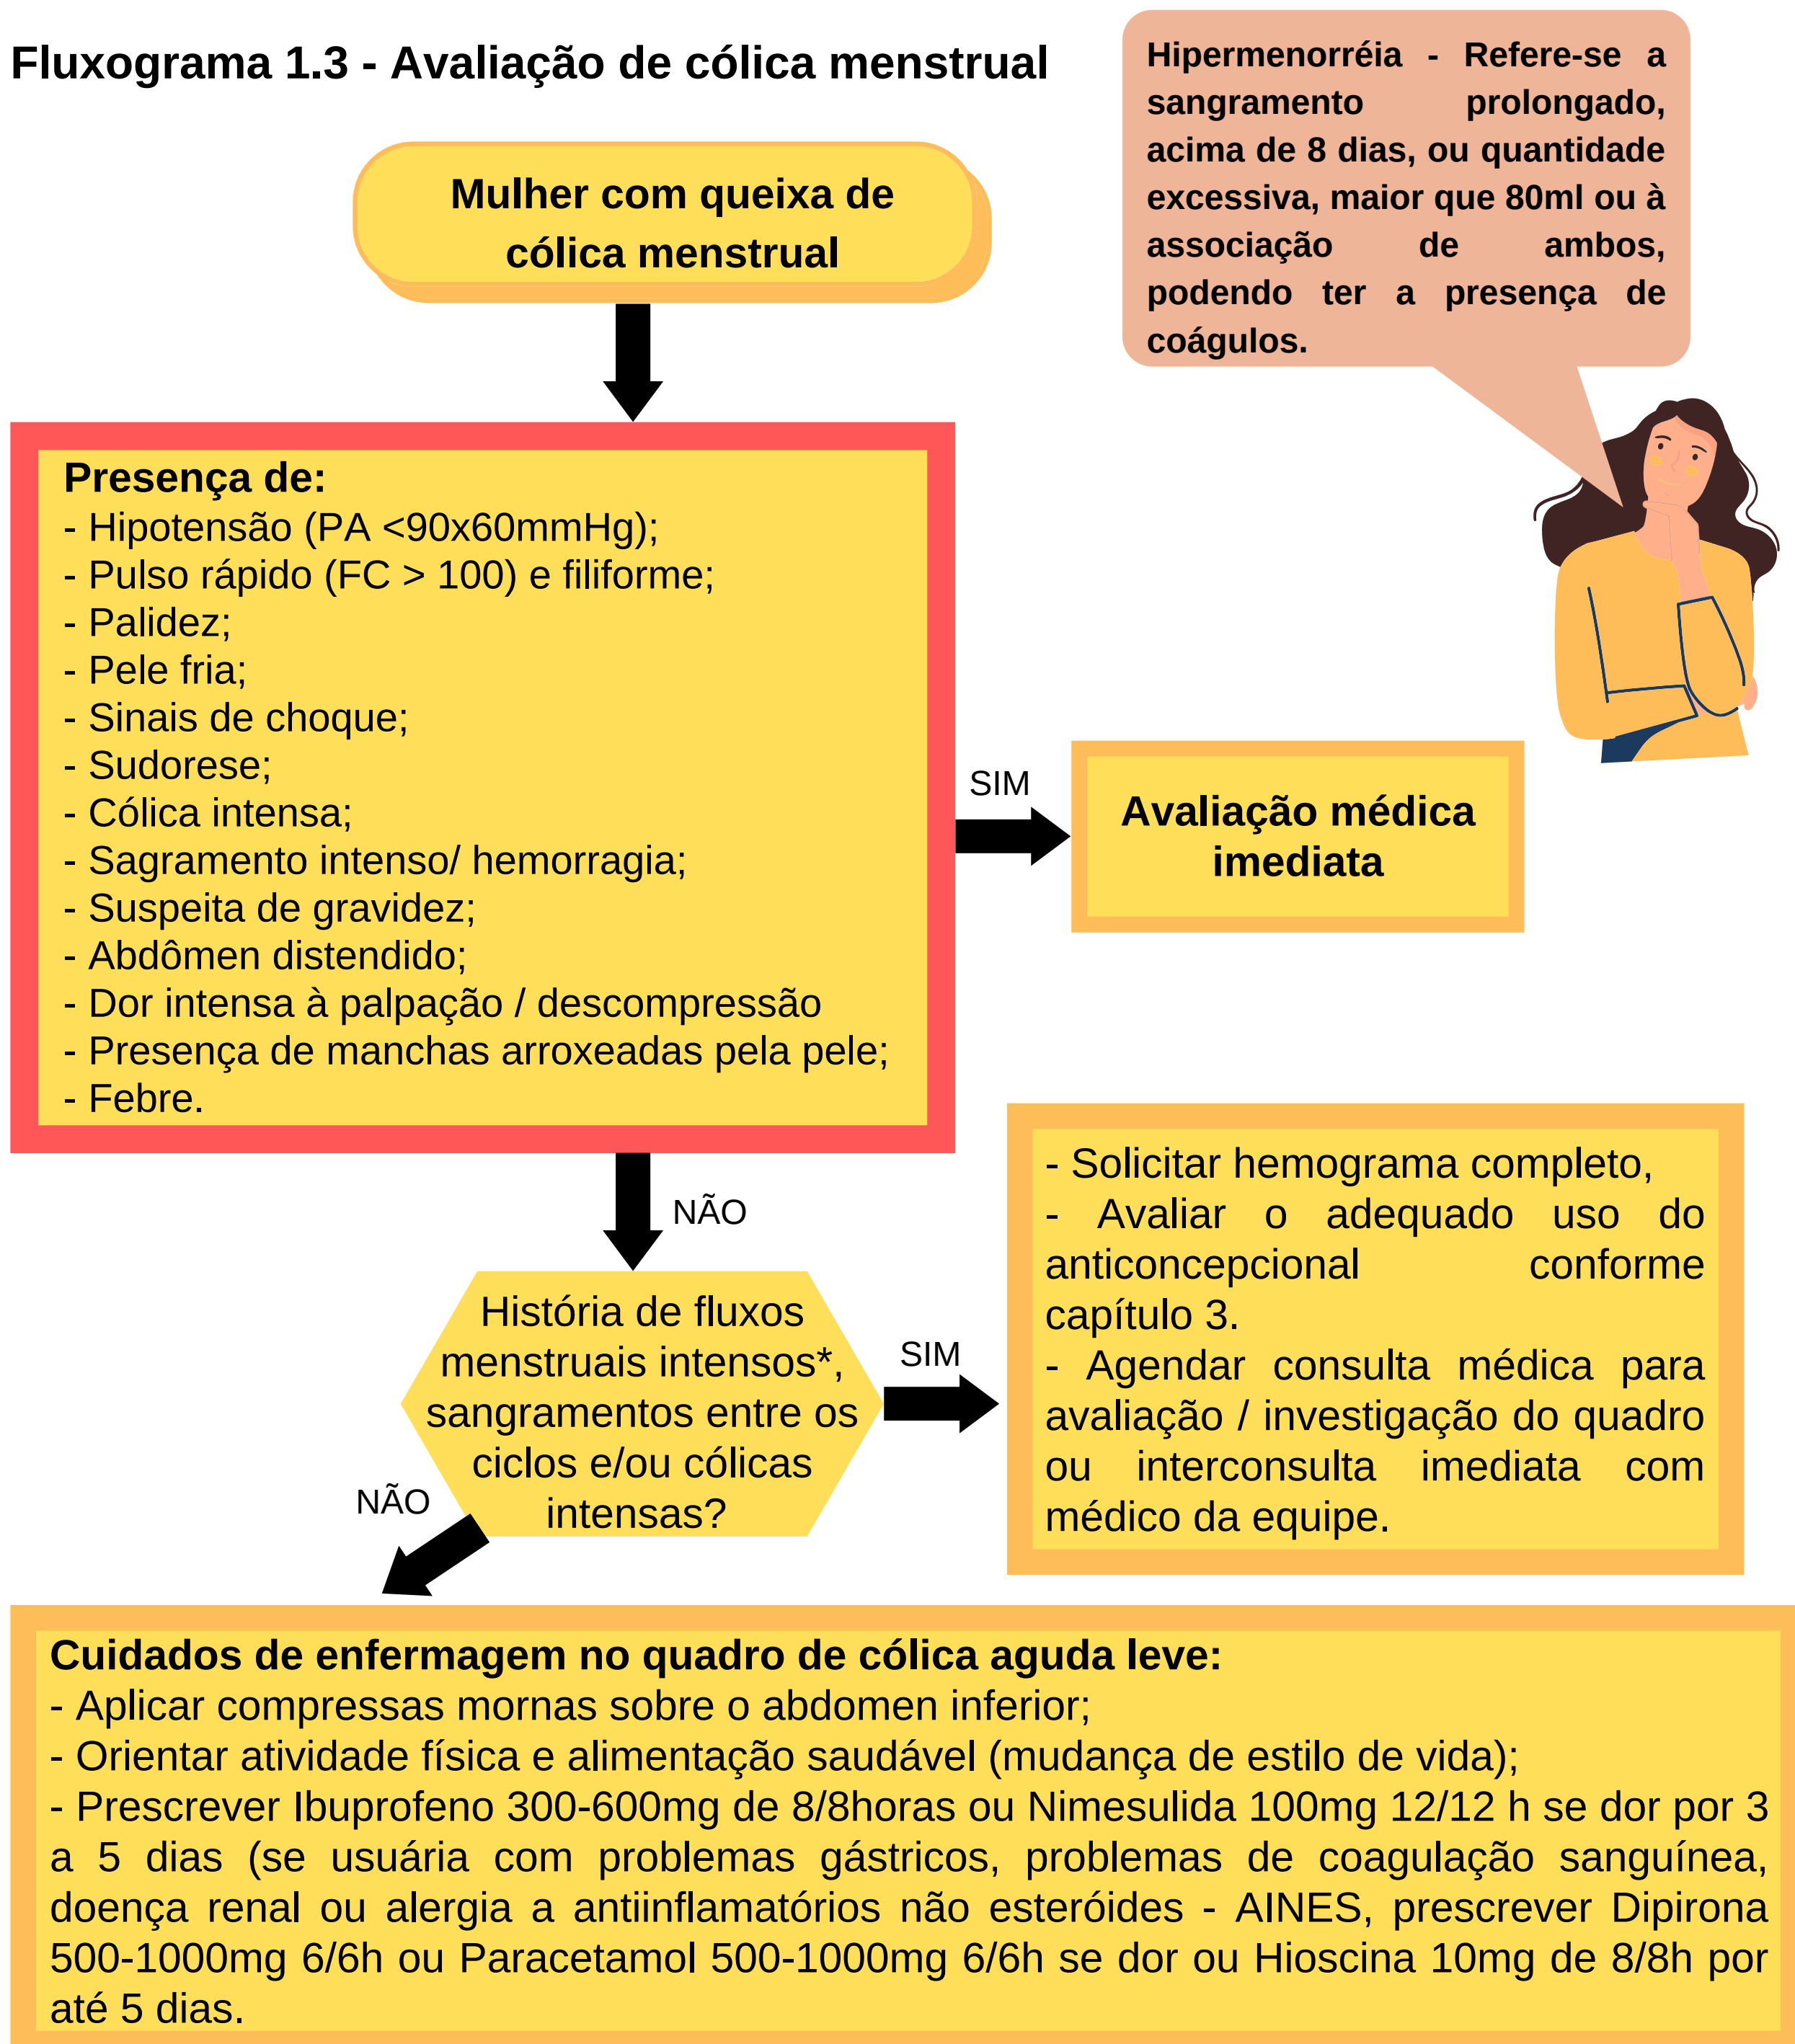 Fluxograma 1.3 - Avaliação de cólica menstrual
Hipermenorréia - Refere-se a
sangramento prolongado,
acima de 8 dias, ou quantidade
excessiva, maior que 80ml ou à
associação de ambos,
podendo ter a presença de
coágulos.
Mulher com queixa de
cólica menstrual
Presença de:
- Hipotensão (PA <90x60mmHg);
- Pulso rápido (FC > 100) e filiforme;
- Palidez;
- Pele fria;
- Sinais de choque;
- Sudorese;
- Cólica intensa;
- Sagramento intenso/ hemorragia;
- Suspeita de gravidez;
- Abdômen distendido;
- Dor intensa à palpação / descompressão
- Presença de manchas arroxeadas pela pele;
- Febre.
SIM
Avaliação médica
imediata
NÃO
História de fluxos
menstruais intensos*,
sangramentos entre os
ciclos e/ou cólicas
intensas?
SIM
- Solicitar hemograma completo,
- Avaliar o adequado uso do
anticoncepcional conforme
capítulo 3.
- Agendar consulta médica para
avaliação / investigação do quadro
ou interconsulta imediata com
médico da equipe.
NÃO
Cuidados de enfermagem no quadro de cólica aguda leve:
- Aplicar compressas mornas sobre o abdomen inferior;
- Orientar atividade física e alimentação saudável (mudança de estilo de vida);
- Prescrever Ibuprofeno 300-600mg de 8/8horas ou Nimesulida 100mg 12/12 h se dor por 3
a 5 dias (se usuária com problemas gástricos, problemas de coagulação sanguínea,
doença renal ou alergia a antiinflamatórios não esteróides - AINES, prescrever Dipirona
500-1000mg 6/6h ou Paracetamol 500-1000mg 6/6h se dor ou Hioscina 10mg de 8/8h por
até 5 dias.